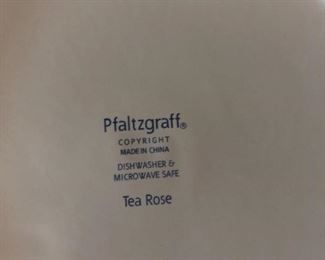 Pfaltzgraff®
COPYRIGHT
MADE IN CHINA
DISHWASHER &
MICROWAVE SAFE
Tea Rose